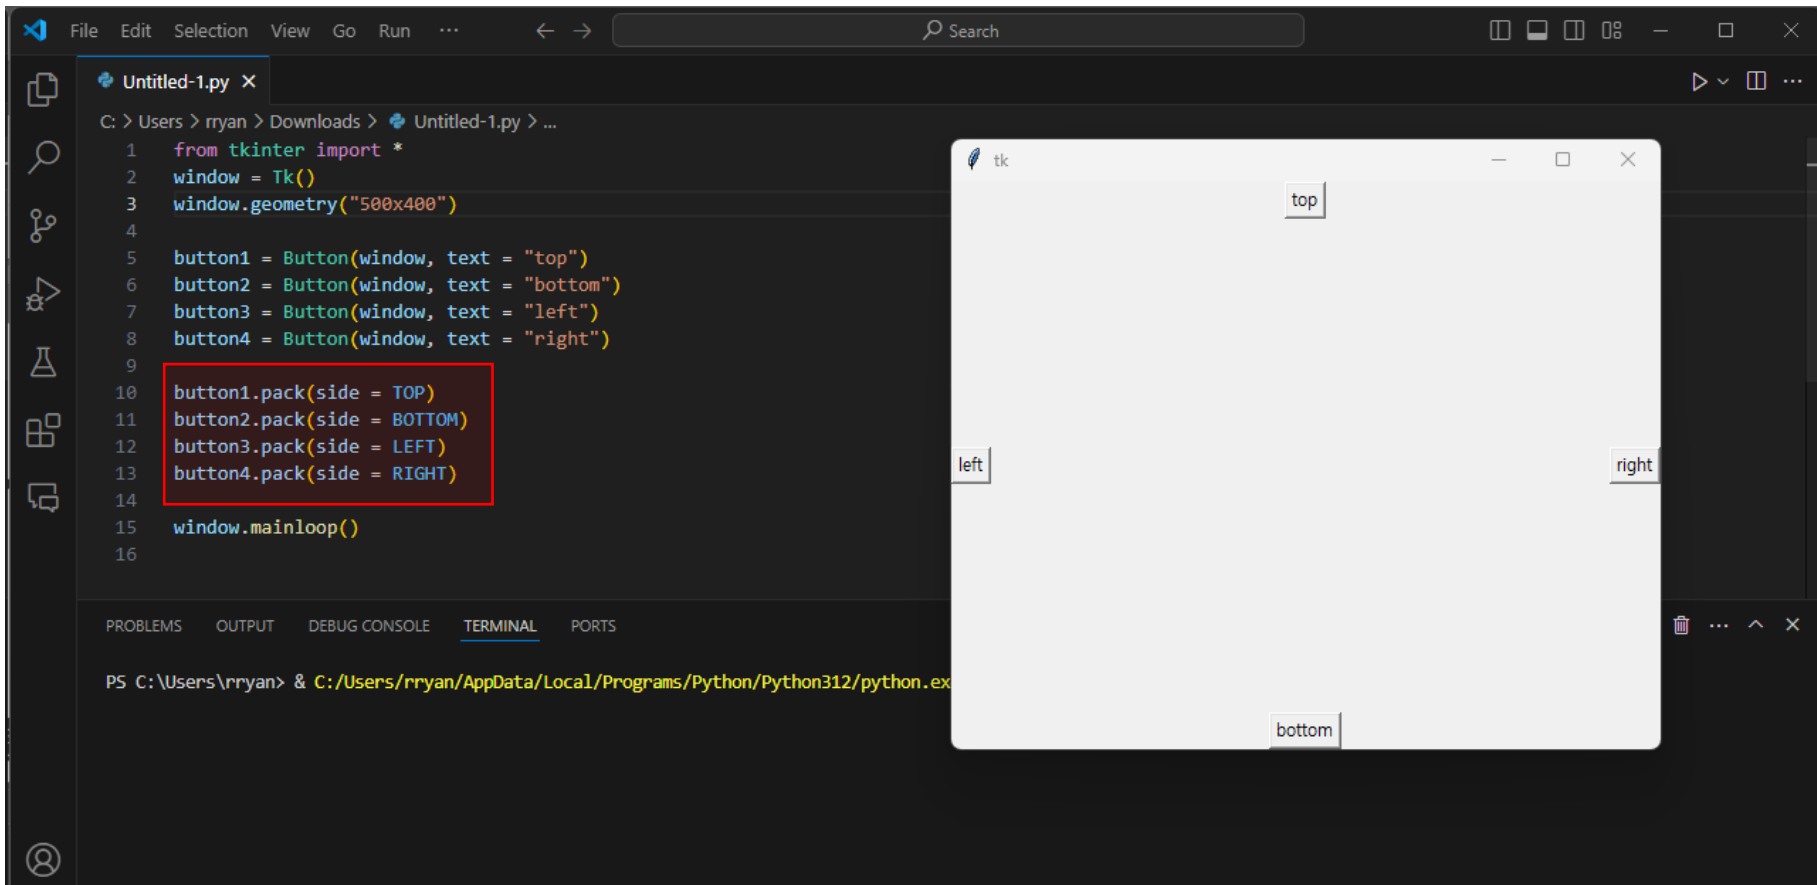 File Edit Selection View Go Run ··· Search
Untitled-1.py
C: > Users > rryan > Downloads > Untitled-1.py > ...
1 from tkinter import *
2 window = Tk()
3 window.geometry("500x400")
4
5 button1 = Button(window, text = "top")
6 button2 = Button(window, text = "bottom")
7 button3 = Button(window, text = "left")
8 button4 = Button(window, text = "right")
9
10 button1.pack(side = TOP)
11 button2.pack(side = BOTTOM)
12 button3.pack(side = LEFT)
13 button4.pack(side = RIGHT)
14
15 window.mainloop()
16
PROBLEMS OUTPUT DEBUG CONSOLE TERMINAL PORTS
PS C:\Users\rryan> & C:/Users/rryan/AppData/Local/Programs/Python/Python312/python.ex
tk
top
left right
bottom